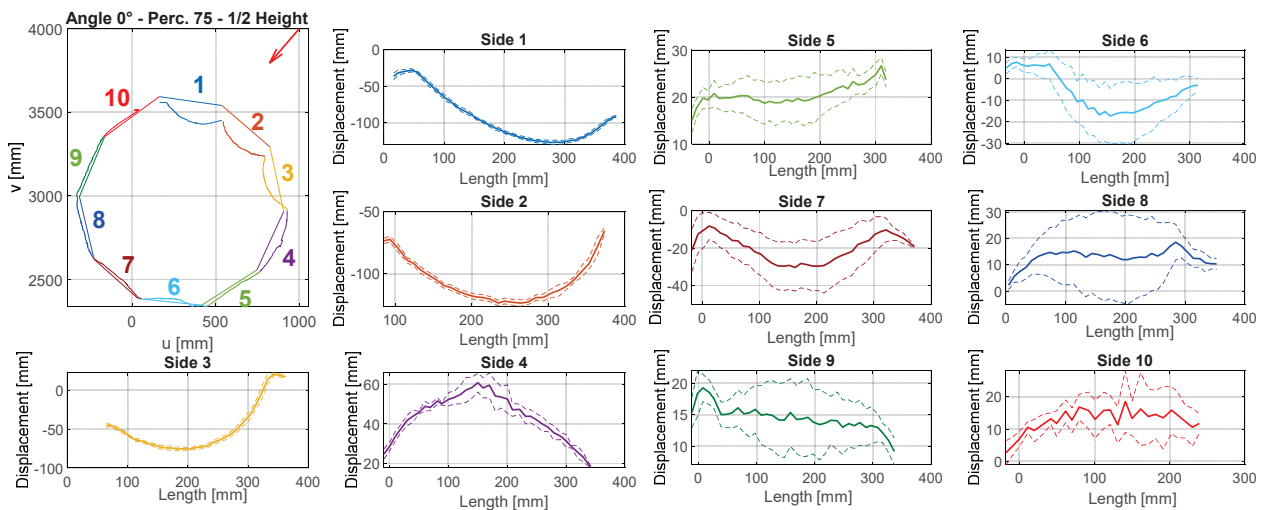 Angle 0° - Perc. 75 - 1/2 Height
4000
3500
3000
2500
v [mm]
0 500 1000
u [mm]
1
2
3
4
5
6
7
8
9
10
Side 1
Displacement [mm]
0
-50
-100
0 100 200 300 400
Length [mm]
Side 5
Displacement [mm]
30
20
10
0 100 200 300 400
Length [mm]
Side 6
Displacement [mm]
10
0
-10
-20
-30
0 100 200 300 400
Length [mm]
Side 2
Displacement [mm]
-50
-100
100 200 300 400
Length [mm]
Side 7
Displacement [mm]
0
-20
-40
0 100 200 300 400
Length [mm]
Side 8
Displacement [mm]
30
20
10
0
0 100 200 300 400
Length [mm]
Side 3
Displacement [mm]
0
-50
-100
0 100 200 300 400
Length [mm]
Side 4
Displacement [mm]
60
40
20
0 100 200 300 400
Length [mm]
Side 9
Displacement [mm]
20
15
10
0 100 200 300 400
Length [mm]
Side 10
Displacement [mm]
20
10
0
0 100 200 300
Length [mm]